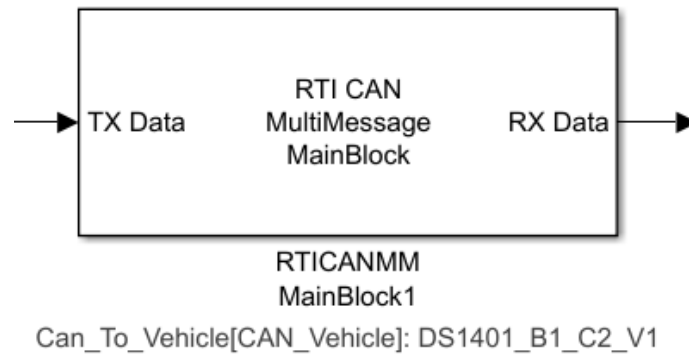 TX Data
RTI CAN
MultiMessage
MainBlock
RX Data
RTICANMM
MainBlock1
Can_To_Vehicle[CAN_Vehicle]: DS1401_B1_C2_V1